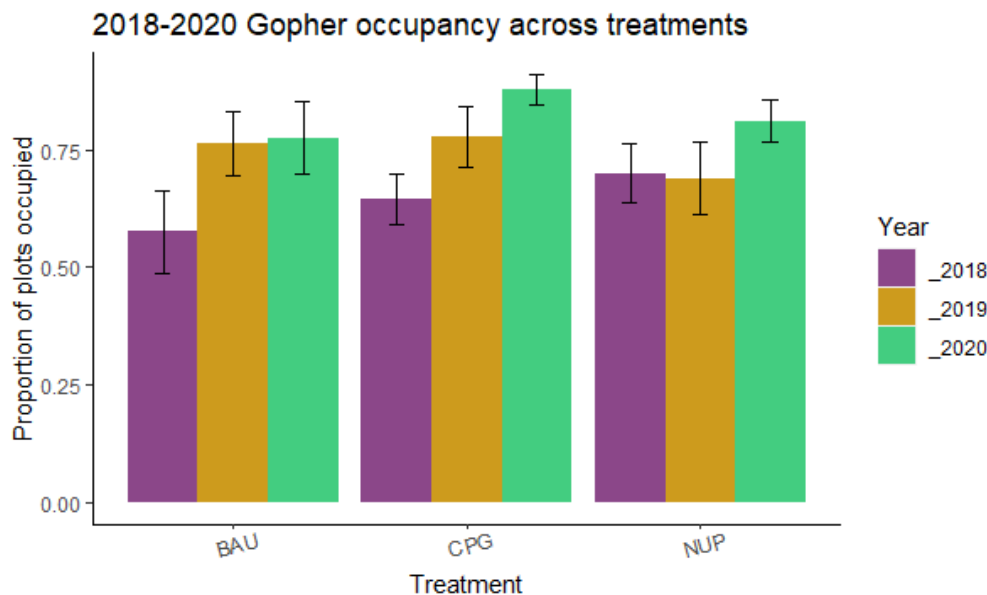 2018-2020 Gopher occupancy across treatments
Proportion of plots occupied
0.75
0.50
0.25
0.00
BAU
CPG
NUP
Treatment
Year
_2018
_2019
_2020